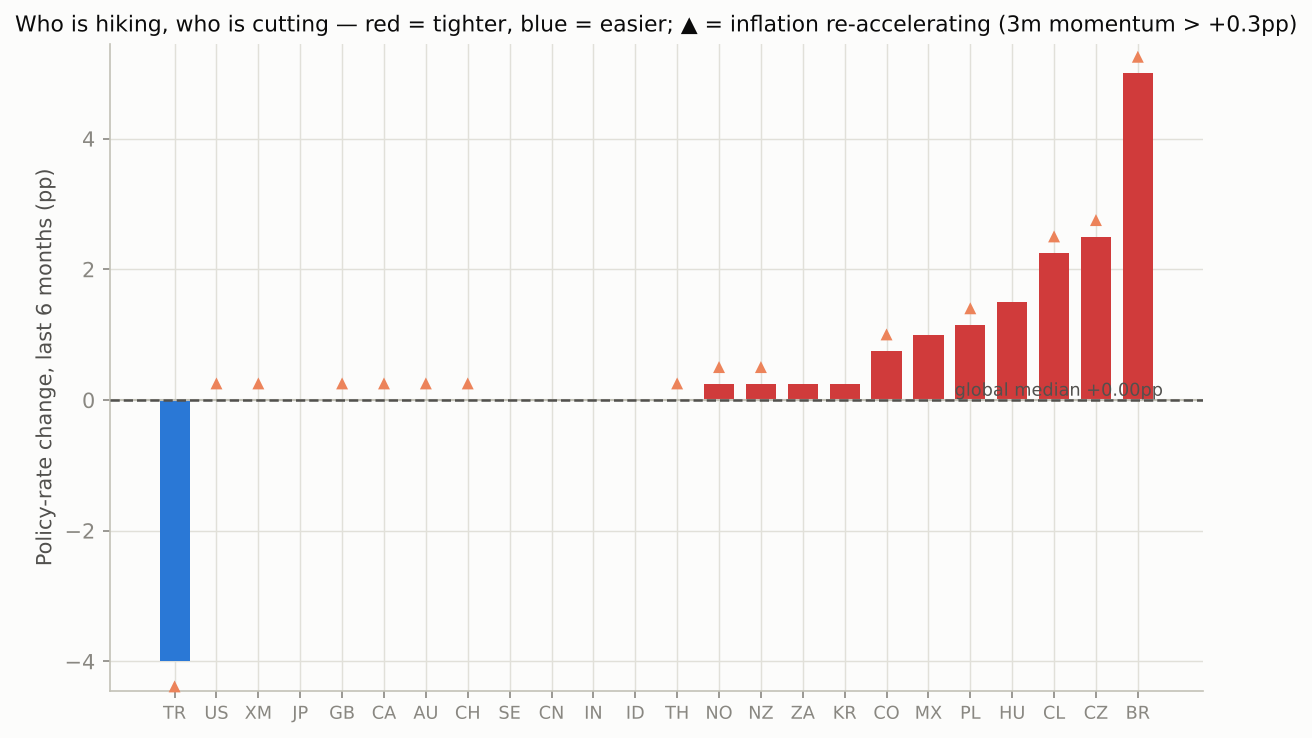 Who is hiking, who is cutting — red = tighter, blue = easier; ▲ = inflation re-accelerating (3m momentum > +0.3pp)
Policy-rate change, last 6 months (pp)
4
2
0
−2
−4
global median +0.00pp
TR US XM JP GB CA AU CH SE CN IN ID TH NO NZ ZA KR CO MX PL HU CL CZ BR